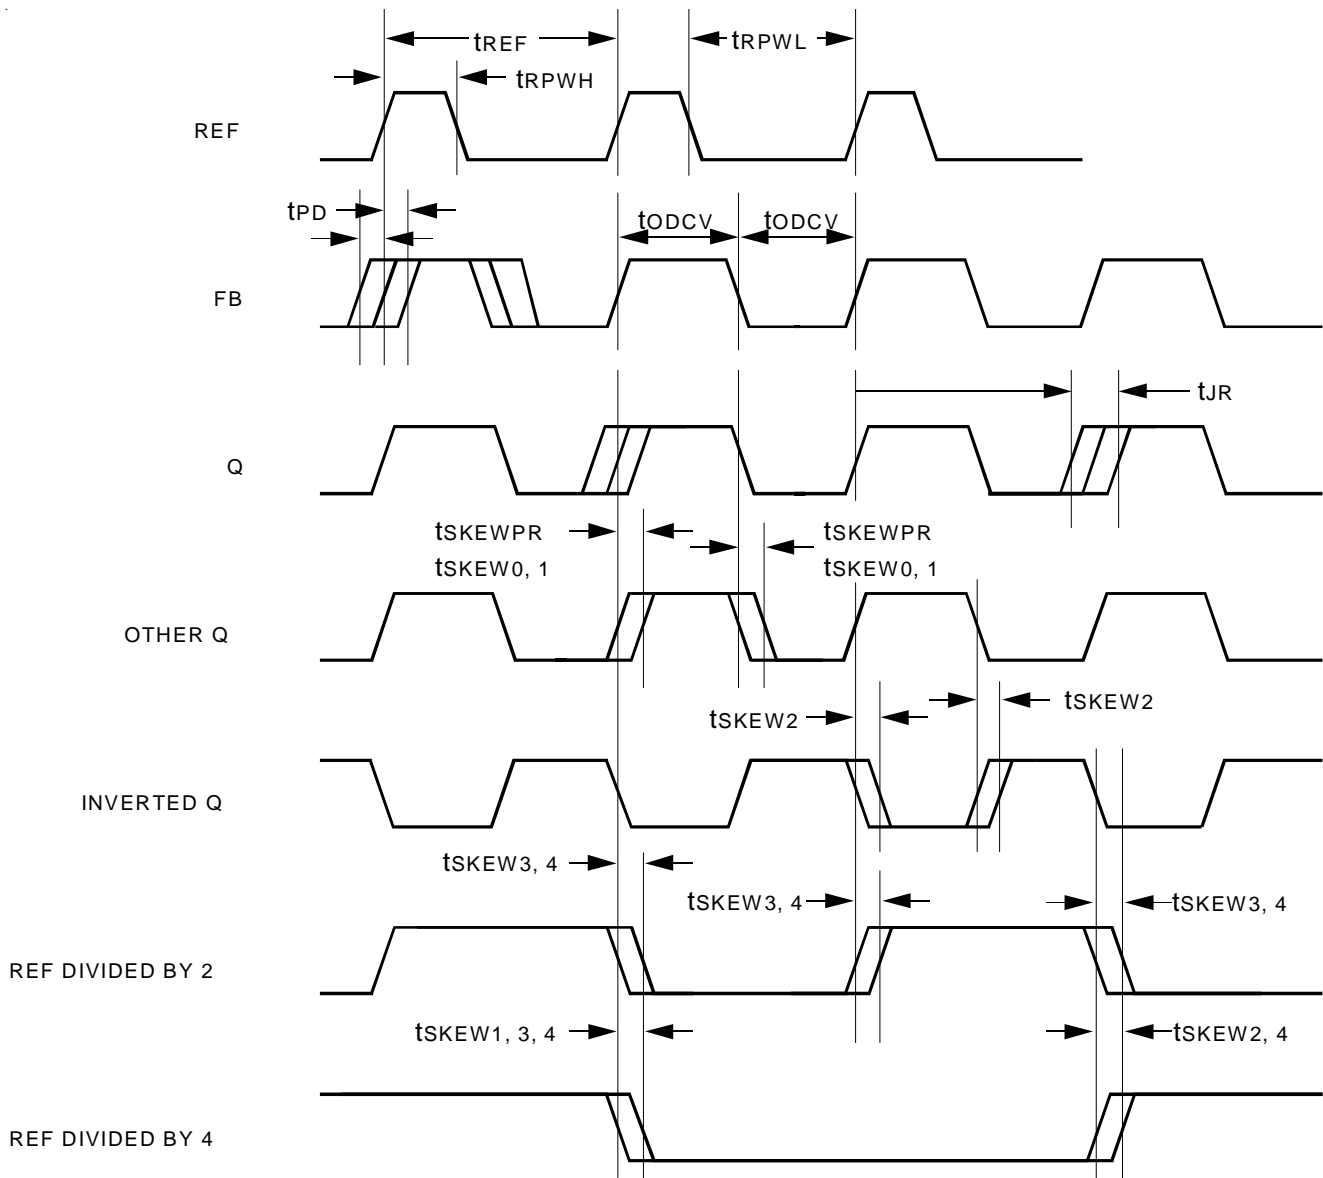 tREF
tRPWL
tRPWH
REF
tPD
tODCV
tODCV
FB
tJR
Q
tSKEWPR
tSKEW0, 1
tSKEWPR
tSKEW0, 1
OTHER Q
tSKEW2
tSKEW2
INVERTED Q
tSKEW3, 4
tSKEW3, 4
tSKEW3, 4
REF DIVIDED BY 2
tSKEW1, 3, 4
tSKEW2, 4
REF DIVIDED BY 4